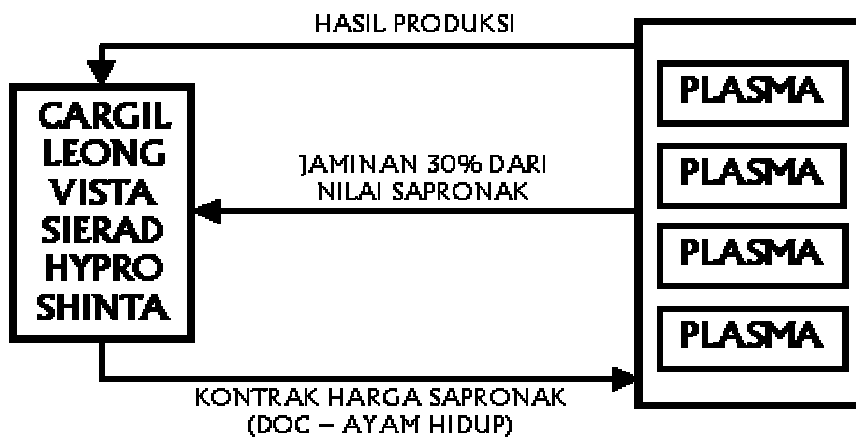 HASIL PRODUKSI
CARGIL
LEONG
VISTA
SIERAD
HYPRO
SHINTA
JAMINAN 30% DARI
NILAI SAPRONAK
KONTRAK HARGA SAPRONAK
(DOC – AYAM HIDUP)
PLASMA
PLASMA
PLASMA
PLASMA